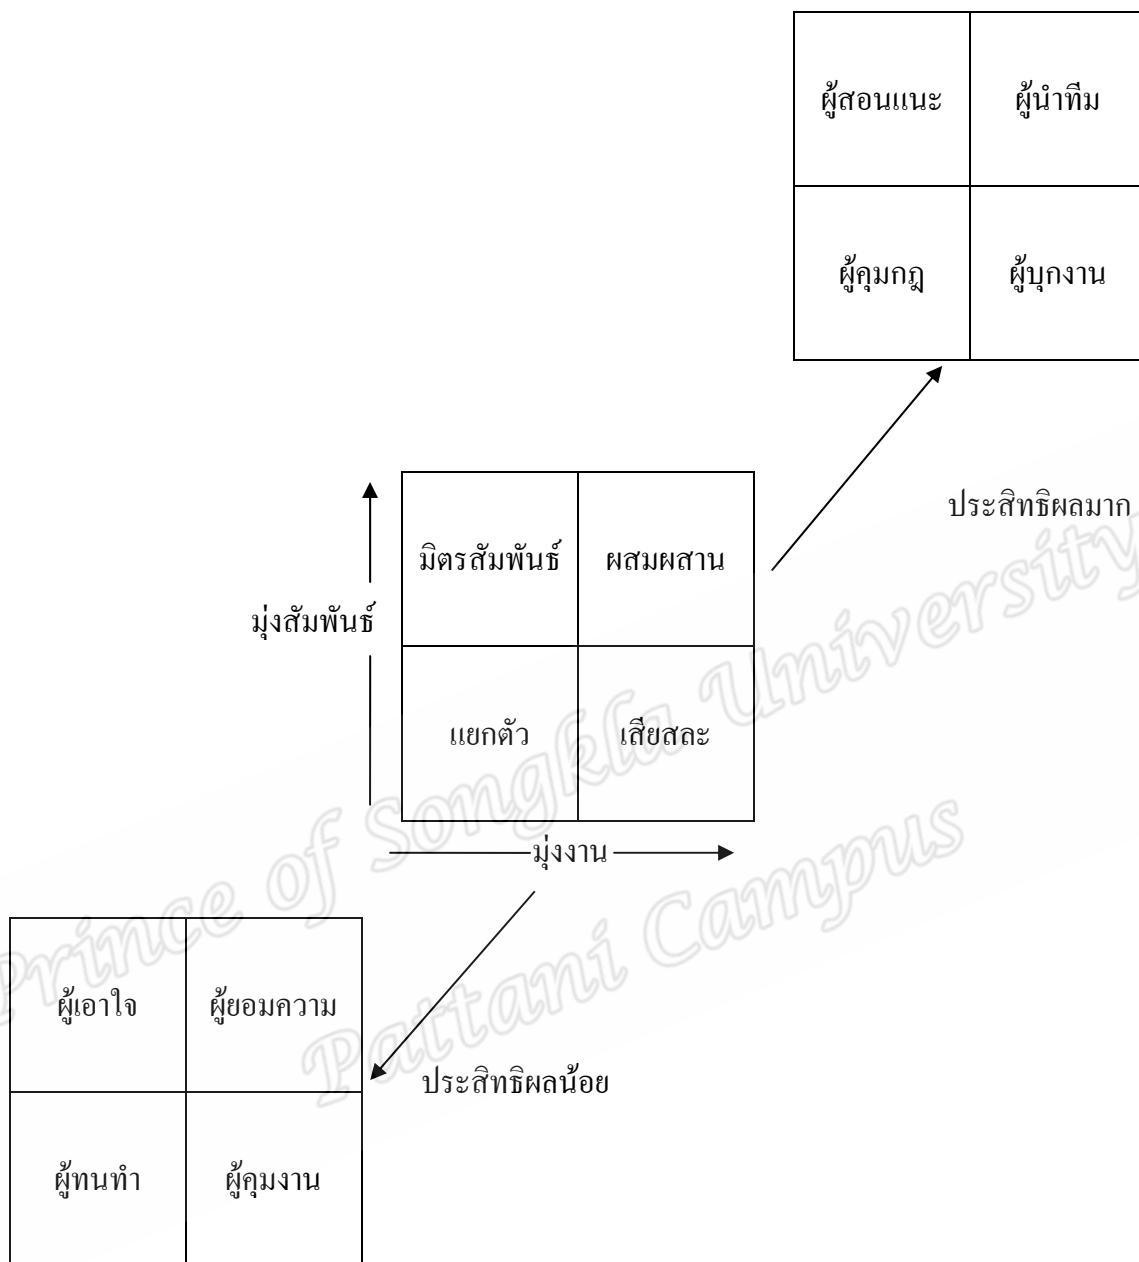 ผู้สอนแนะ ผู้นำทีม
ผู้คุมกฎ ผู้บุกงาน
ประสิทธิผลมาก
มิตรสัมพันธ์ ผสมผสาน
มุ่งสัมพันธ์
แยกตัว เสียสละ
มุ่งงาน
ผู้เอาใจ ผู้ยอมความ
ประสิทธิผลน้อย
ผู้ทนทำ ผู้คุมงาน
Prince of Songkla University
Pattani Campus